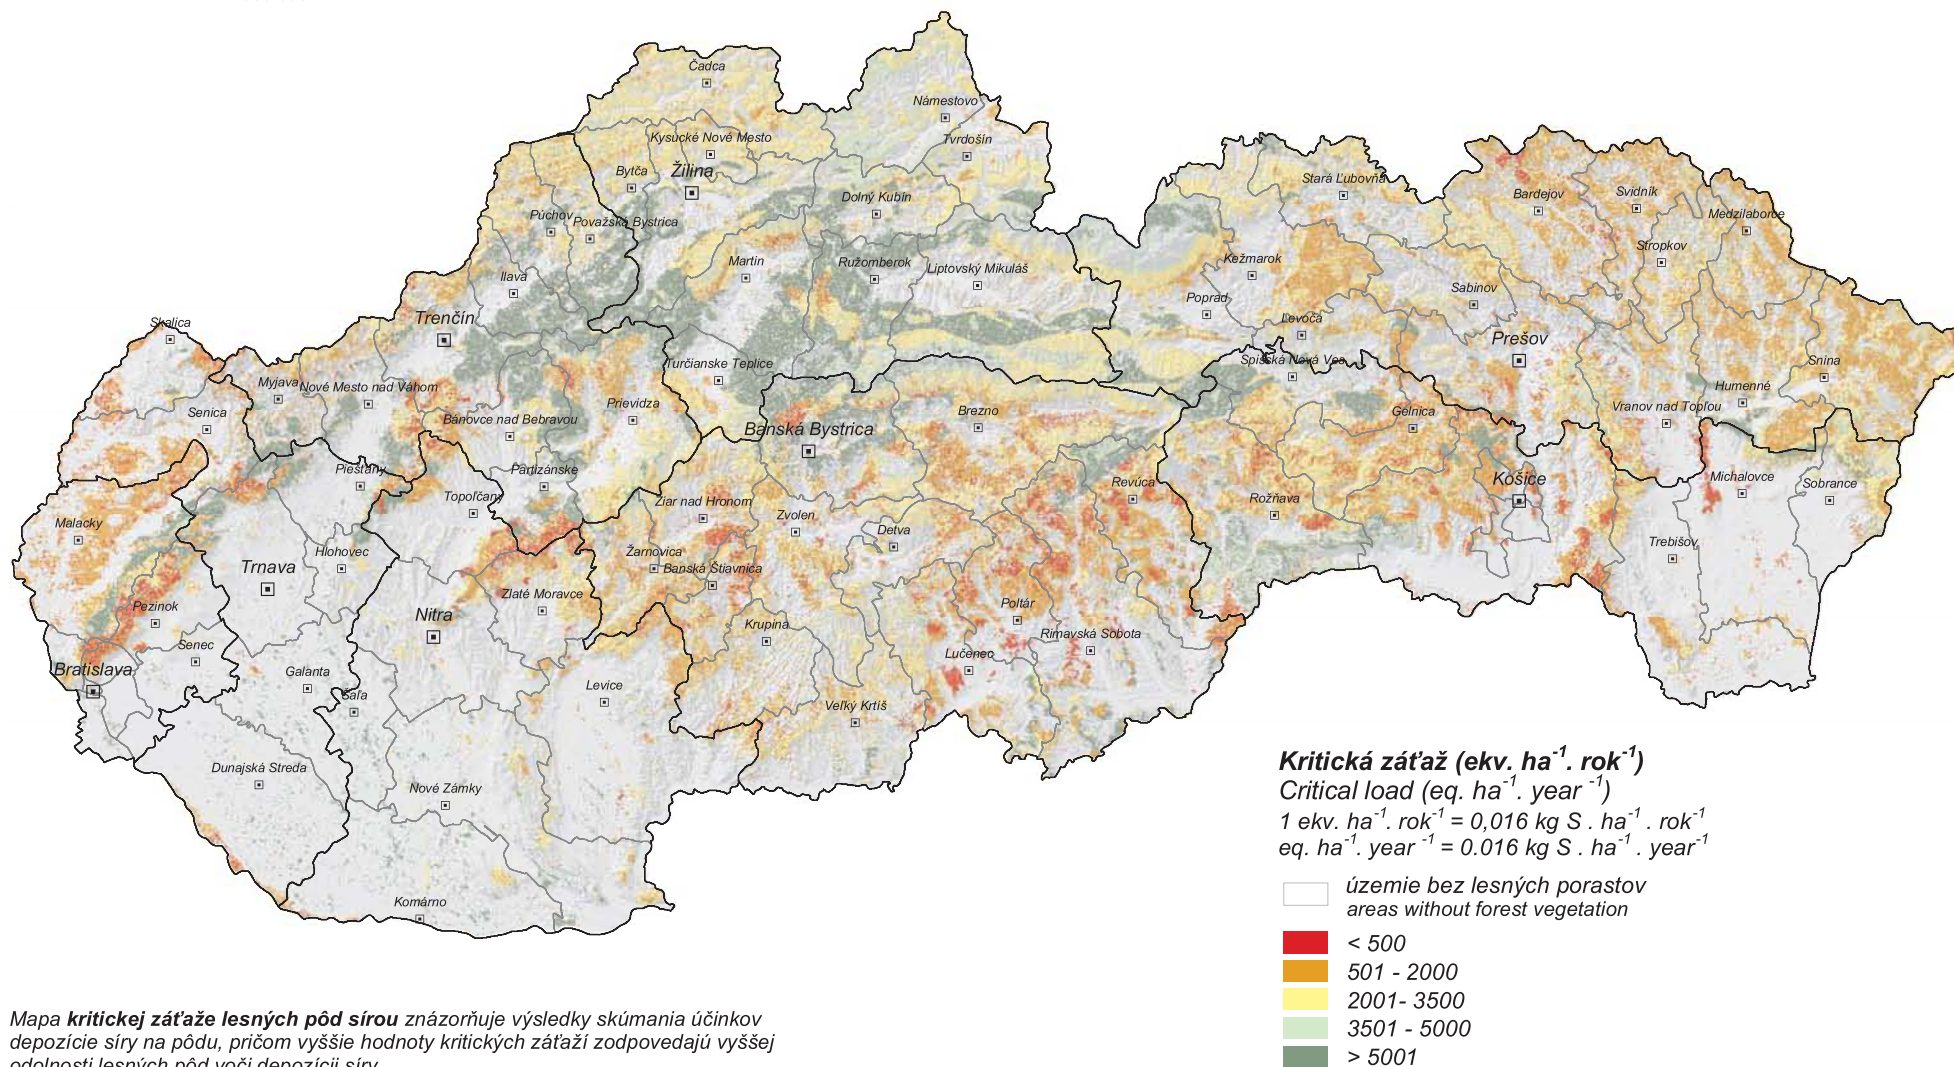 Čadca
Námestovo
Kysucké Nové Mesto
Tvrdošín
Bytča
Žilina
Stará Ľubovňa
Bardejov
Svidník
Dolný Kubín
Púchov
Považská Bystrica
Medzilaborce
Stropkov
Martin
Ružomberok
Liptovský Mikuláš
Kežmarok
Ilava
Sabinov
Poprad
Trenčín
Skalica
Levoča
Prešov
Turčianske Teplice
Spišská Nová Ves
Snina
Myjava
Nové Mesto nad Váhom
Humenné
Senica
Bánovce nad Bebravou
Prievidza
Brezno
Gelnica
Vranov nad Topľou
Banská Bystrica
Piešťany
Partizánske
Revúca
Košice
Michalovce
Sobrance
Topoľčany
Žiar nad Hronom
Rožňava
Malacky
Zvolen
Detva
Hlohovec
Žarnovica
Trebišov
Trnava
Banská Štiavnica
Pezinok
Zlaté Moravce
Poltár
Nitra
Krupina
Rimavská Sobota
Senec
Lučenec
Bratislava
Galanta
Šaľa
Levice
Veľký Krtíš
Dunajská Streda
Nové Zámky
Komárno
Kritická záťaž (ekv. ha-1. rok-1)
Critical load (eq. ha-1. year -1)
1 ekv. ha-1. rok-1 = 0,016 kg S . ha-1 . rok-1
eq. ha-1. year -1 = 0.016 kg S . ha-1 . year-1
územie bez lesných porastov
areas without forest vegetation
< 500
501 - 2000
2001- 3500
3501 - 5000
> 5001
Mapa kritickej záťaže lesných pôd sírou znázorňuje výsledky skúmania účinkov
depozície síry na pôdu, pričom vyššie hodnoty kritických záťaží zodpovedajú vyššej
odolnosti lesných pôd voči depozícii síry